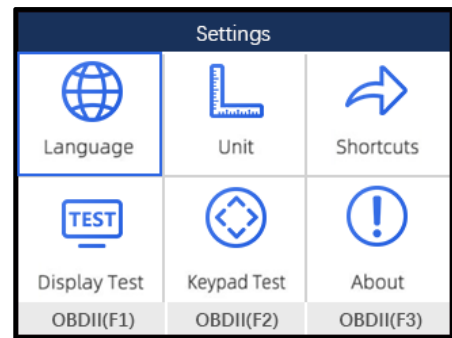 Settings
Language Unit Shortcuts
TEST
Display Test Keypad Test About
OBDII(F1) OBDII(F2) OBDII(F3)